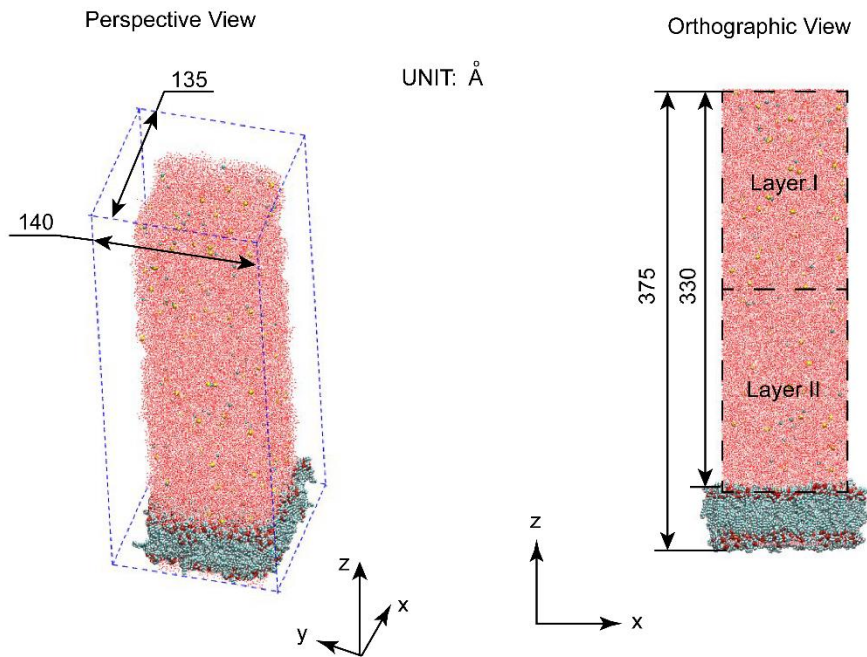 Perspective View
Orthographic View
UNIT: Å
135
140
Layer I
375
330
Layer II
z
x
y
z
x